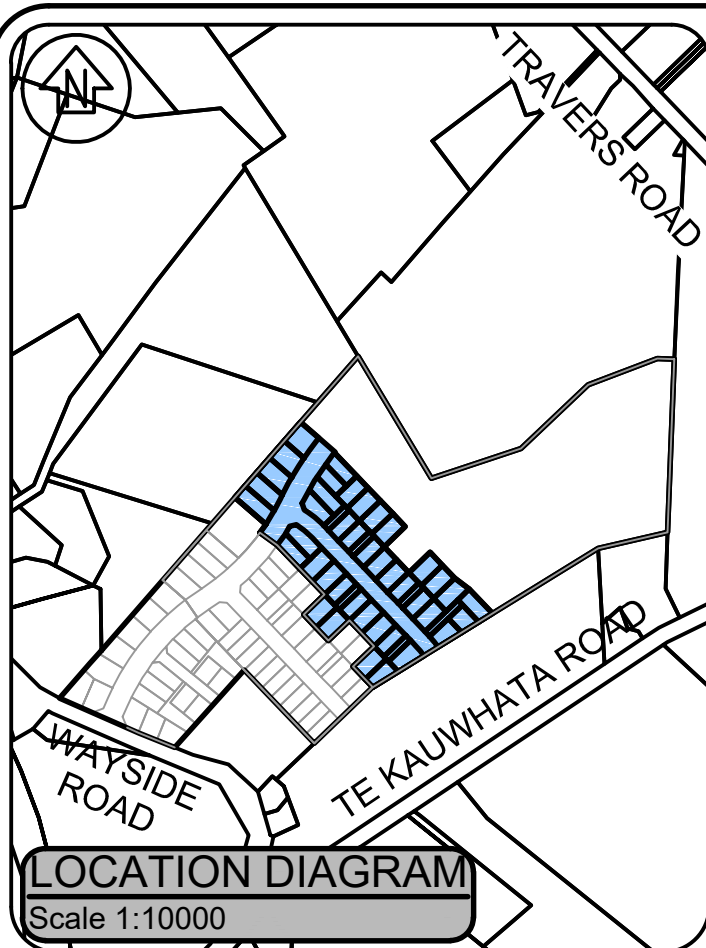 N
TRAVERS ROAD
TE KAUWHATA ROAD
WAYSIDE
ROAD
LOCATION DIAGRAM
Scale 1:10000